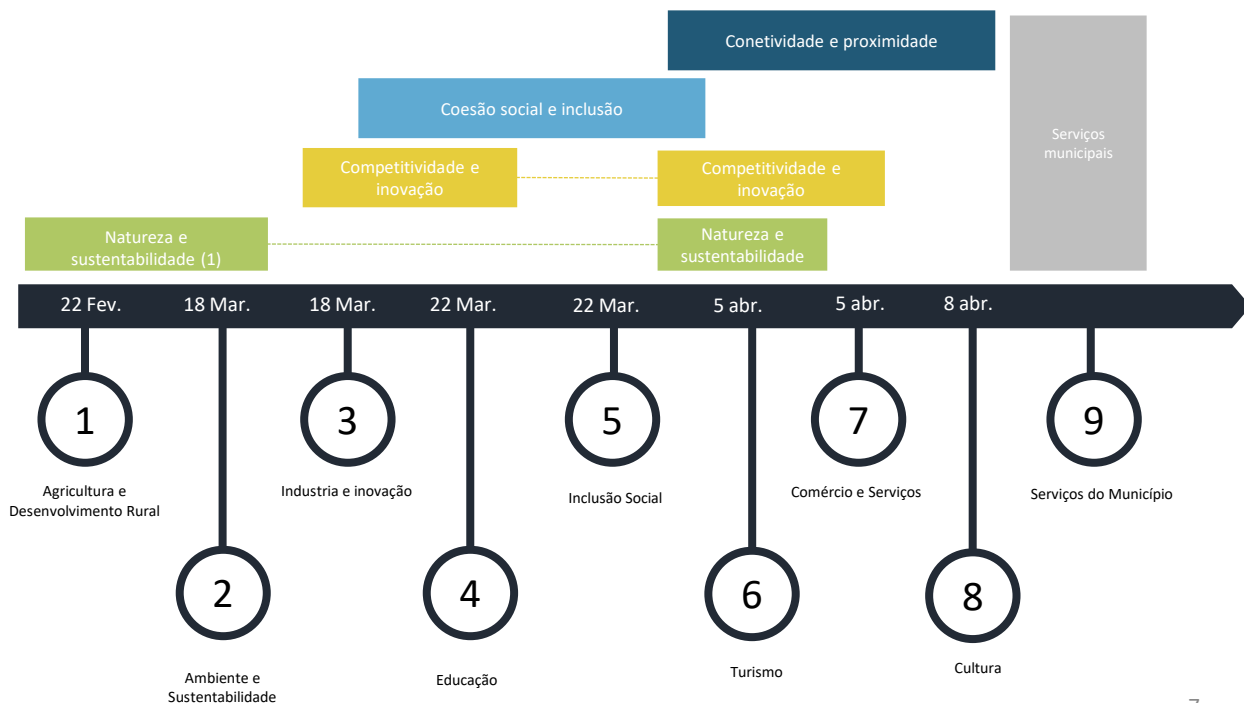 Conetividade e proximidade
Coesão social e inclusão
Serviços
municipais
Competitividade e
inovação
Competitividade e
inovação
Natureza e
sustentabilidade (1)
Natureza e
sustentabilidade
22 Fev.
18 Mar.
18 Mar.
22 Mar.
22 Mar.
5 abr.
5 abr.
8 abr.
1
3
5
7
9
Agricultura e
Desenvolvimento Rural
Industria e inovação
Inclusão Social
Comércio e Serviços
Serviços do Município
2
4
6
8
Ambiente e
Sustentabilidade
Educação
Turismo
Cultura